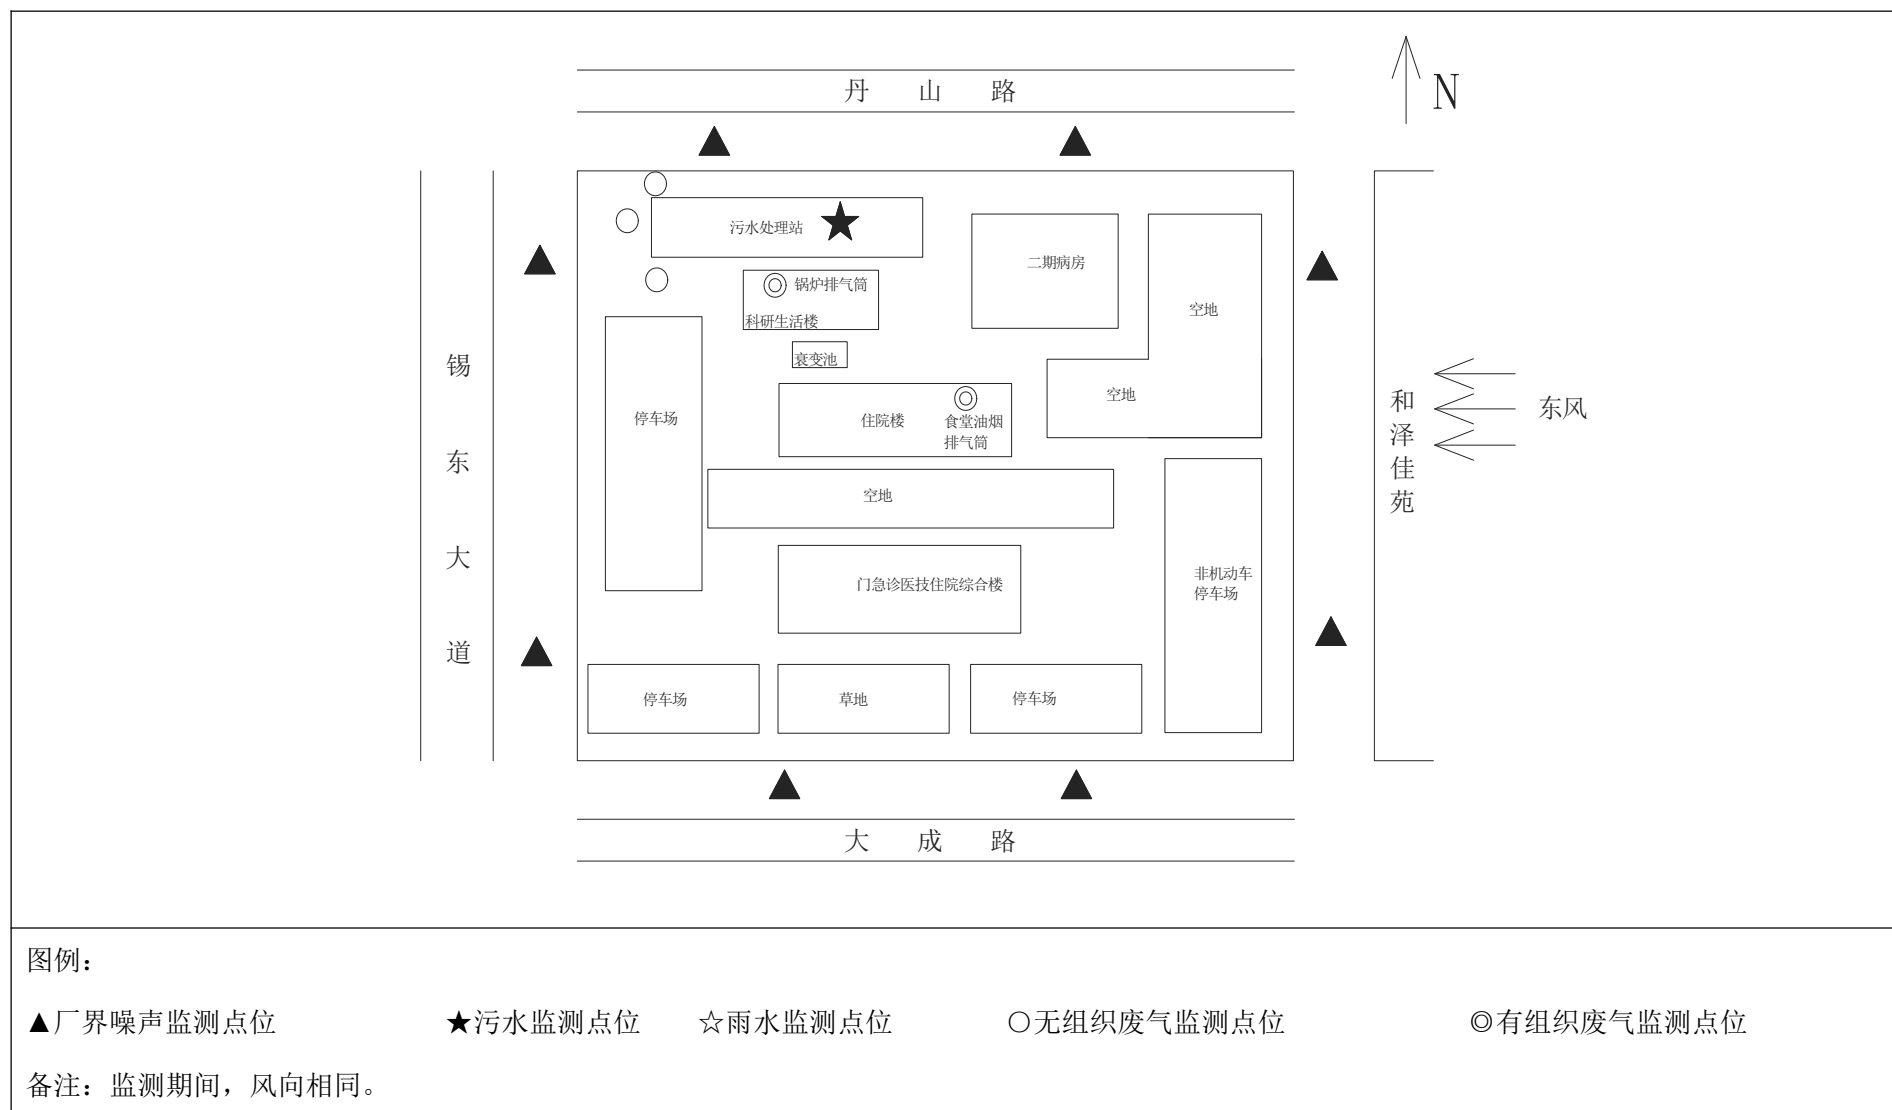 丹山路
N
污水处理站
二期病房
锅炉排气筒
科研生活楼
空地
衰变池
锡东大道
停车场
住院楼
食堂油烟
排气筒
空地
和泽佳苑
东风
空地
门急诊医技住院综合楼
非机动车
停车场
停车场
草地
停车场
大成路
图例：
▲厂界噪声监测点位 ★污水监测点位 ☆雨水监测点位 〇无组织废气监测点位 ◎有组织废气监测点位
备注：监测期间，风向相同。